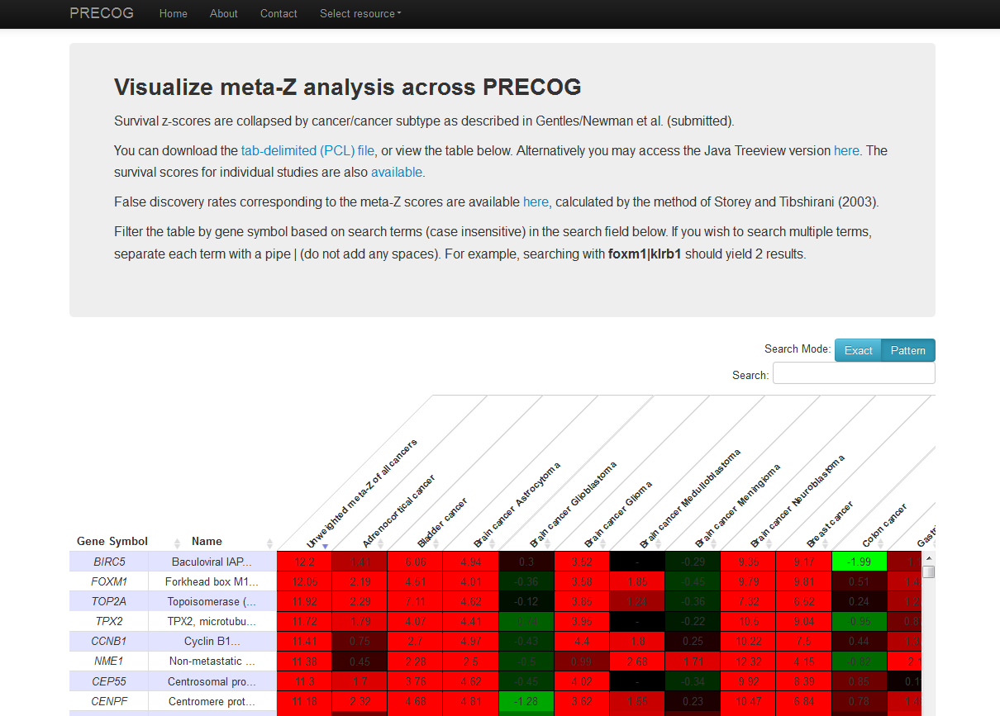 PRECOG Home About Contact Select resource
Visualize meta-Z analysis across PRECOG
Survival z-scores are collapsed by cancer/cancer subtype as described in Gentles/Newman et al. (submitted).
You can download the tab-delimited (PCL) file, or view the table below. Alternatively you may access the Java Treeview version here. The
survival scores for individual studies are also available.
False discovery rates corresponding to the meta-Z scores are available here, calculated by the method of Storey and Tibshirani (2003).
Filter the table by gene symbol based on search terms (case insensitive) in the search field below. If you wish to search multiple terms,
separate each term with a pipe | (do not add any spaces). For example, searching with foxm1|klrb1 should yield 2 results.
Search Mode: Exact Pattern
Search:
Gene Symbol Name Unweighted meta-Z of all cancers Adrenocortical cancer Bladder cancer Brain cancer Astrocytoma Brain cancer Glioblastoma Brain cancer Glioma Brain cancer Medulloblastoma Brain cancer Meningioma Brain cancer Neuroblastoma Breast cancer Colon cancer
BIRC5 Baculoviral IAP... 12.2 1.41 6.06 4.94 0.3 3.52 - -0.29 9.35 9.17 -1.99
FOXM1 Forkhead box M1... 12.05 2.19 4.61 4.01 -0.36 3.58 1.85 -0.45 9.79 9.81 0.51
TOP2A Topoisomerase (... 11.92 2.29 7.11 4.62 -0.12 3.85 1.24 -0.36 7.32 6.52 0.24
TPX2 TPX2, microtubu... 11.72 1.79 4.07 4.41 3.95 - -0.22 10.5 9.04 -0.95
CCNB1 Cyclin B1... 11.41 0.75 2.7 4.97 -0.43 4.4 1.8 0.25 10.22 7.5 0.44
NME1 Non-metastatic ... 11.38 0.45 2.28 2.5 -0.5 0.99 2.68 1.71 12.32 4.15 -0.82
CEP55 Centrosomal pro... 11.3 1.7 3.76 4.62 -0.45 4.02 - -0.34 9.92 8.39 0.85
CENPF Centromere prot... 11.18 2.32 4.68 4.81 -1.28 3.62 1.55 0.23 10.47 6.84 0.78